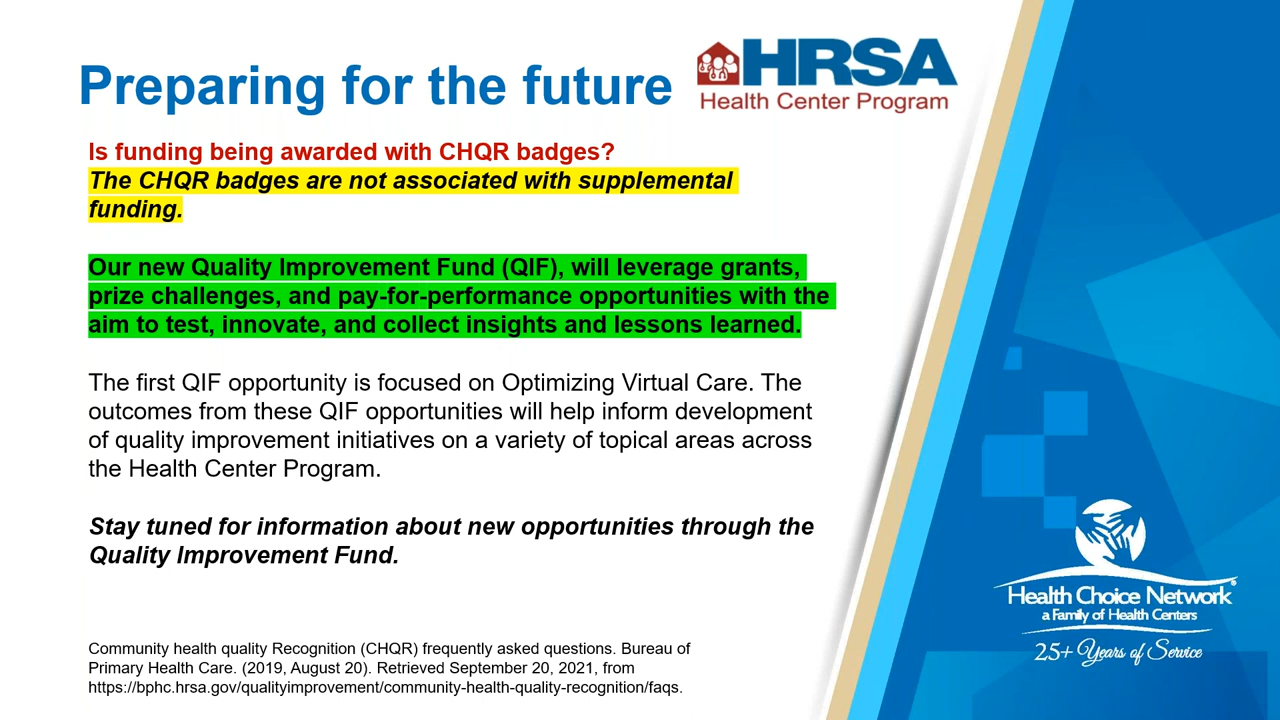 Preparing for the future
HRSA
Health Center Program
Is funding being awarded with CHQR badges?
The CHQR badges are not associated with supplemental
funding.
Our new Quality Improvement Fund (QIF), will leverage grants,
prize challenges, and pay-for-performance opportunities with the
aim to test, innovate, and collect insights and lessons learned.
The first QIF opportunity is focused on Optimizing Virtual Care. The
outcomes from these QIF opportunities will help inform development
of quality improvement initiatives on a variety of topical areas across
the Health Center Program.
Stay tuned for information about new opportunities through the
Quality Improvement Fund.
Community health quality Recognition (CHQR) frequently asked questions. Bureau of
Primary Health Care. (2019, August 20). Retrieved September 20, 2021, from
https://bphc.hrsa.gov/qualityimprovement/community-health-quality-recognition/faqs.
Health Choice Network®
a Family of Health Centers
25+ Years of Service